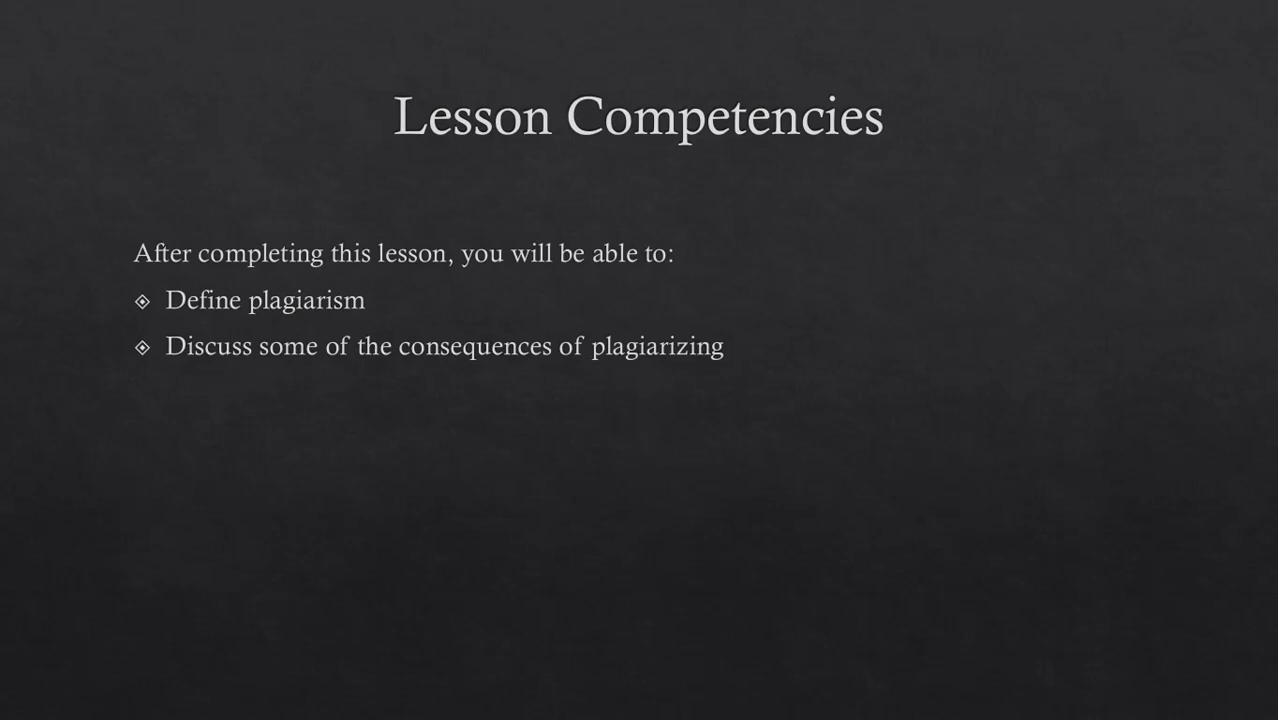 Lesson Competencies
After completing this lesson, you will be able to:
Define plagiarism
Discuss some of the consequences of plagiarizing